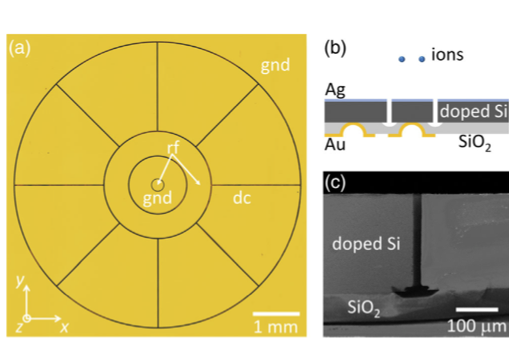 (a)
gnd
rf
gnd
dc
y
z
x
1 mm
(b)
ions
Ag
doped Si
Au
SiO₂
(c)
doped Si
SiO₂
100 μm